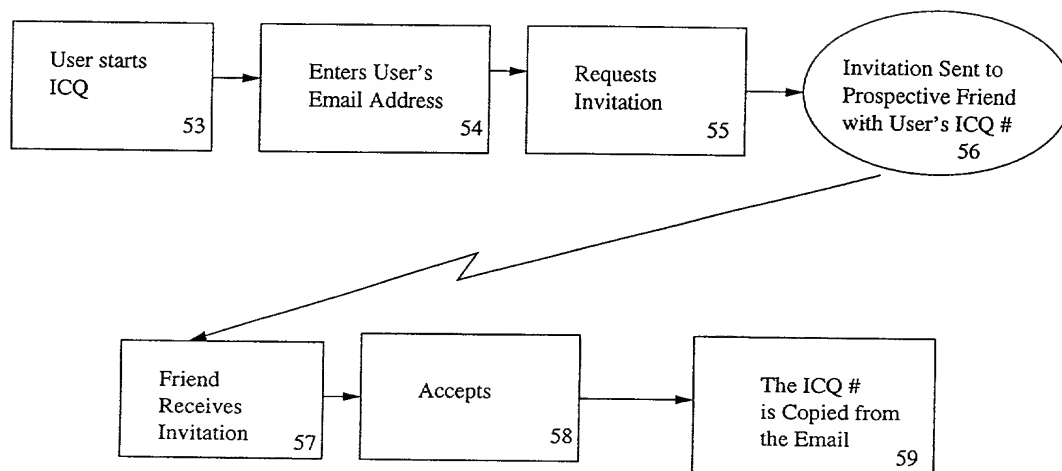 User starts
ICQ
53
Enters User's
Email Address
54
Requests
Invitation
55
Invitation Sent to
Prospective Friend
with User's ICQ #
56
Friend
Receives
Invitation
57
Accepts
58
The ICQ #
is Copied from
the Email
59